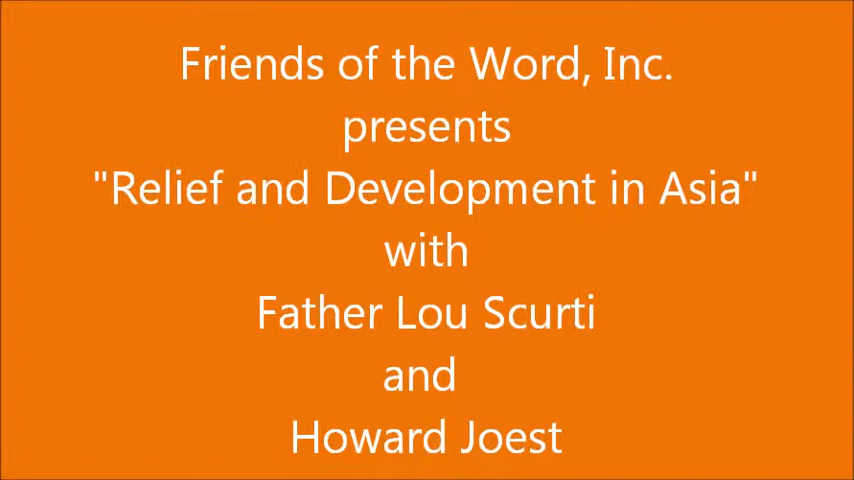 Friends of the Word, Inc.
presents
"Relief and Development in Asia"
with
Father Lou Scurti
and
Howard Joest